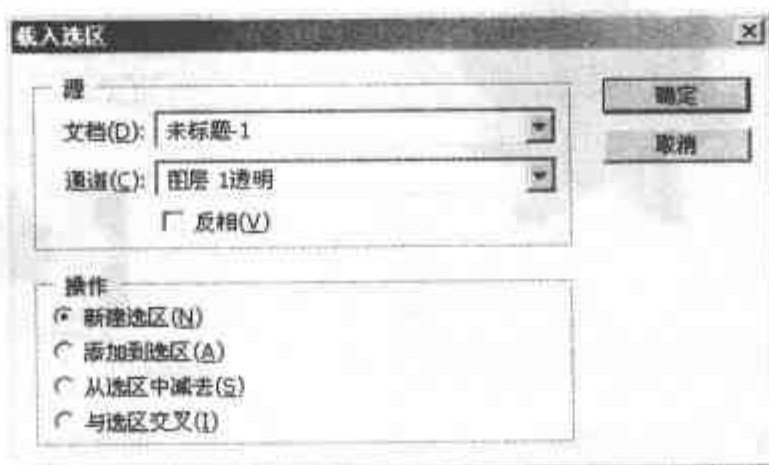 载入选区
源
文档(D): 未标题-1
通道(C): 图层 1透明
反相(V)
确定
取消
操作
新建选区(N)
添加到选区(A)
从选区中减去(S)
与选区交叉(I)